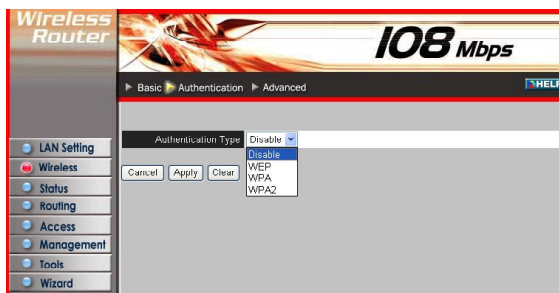 Wireless
Router
108 Mbps
Basic Authentication Advanced
HELP
Authentication Type Disable
Disable
WEP
WPA
WPA2
Cancel Apply Clear
LAN Setting
Wireless
Status
Routing
Access
Management
Tools
Wizard